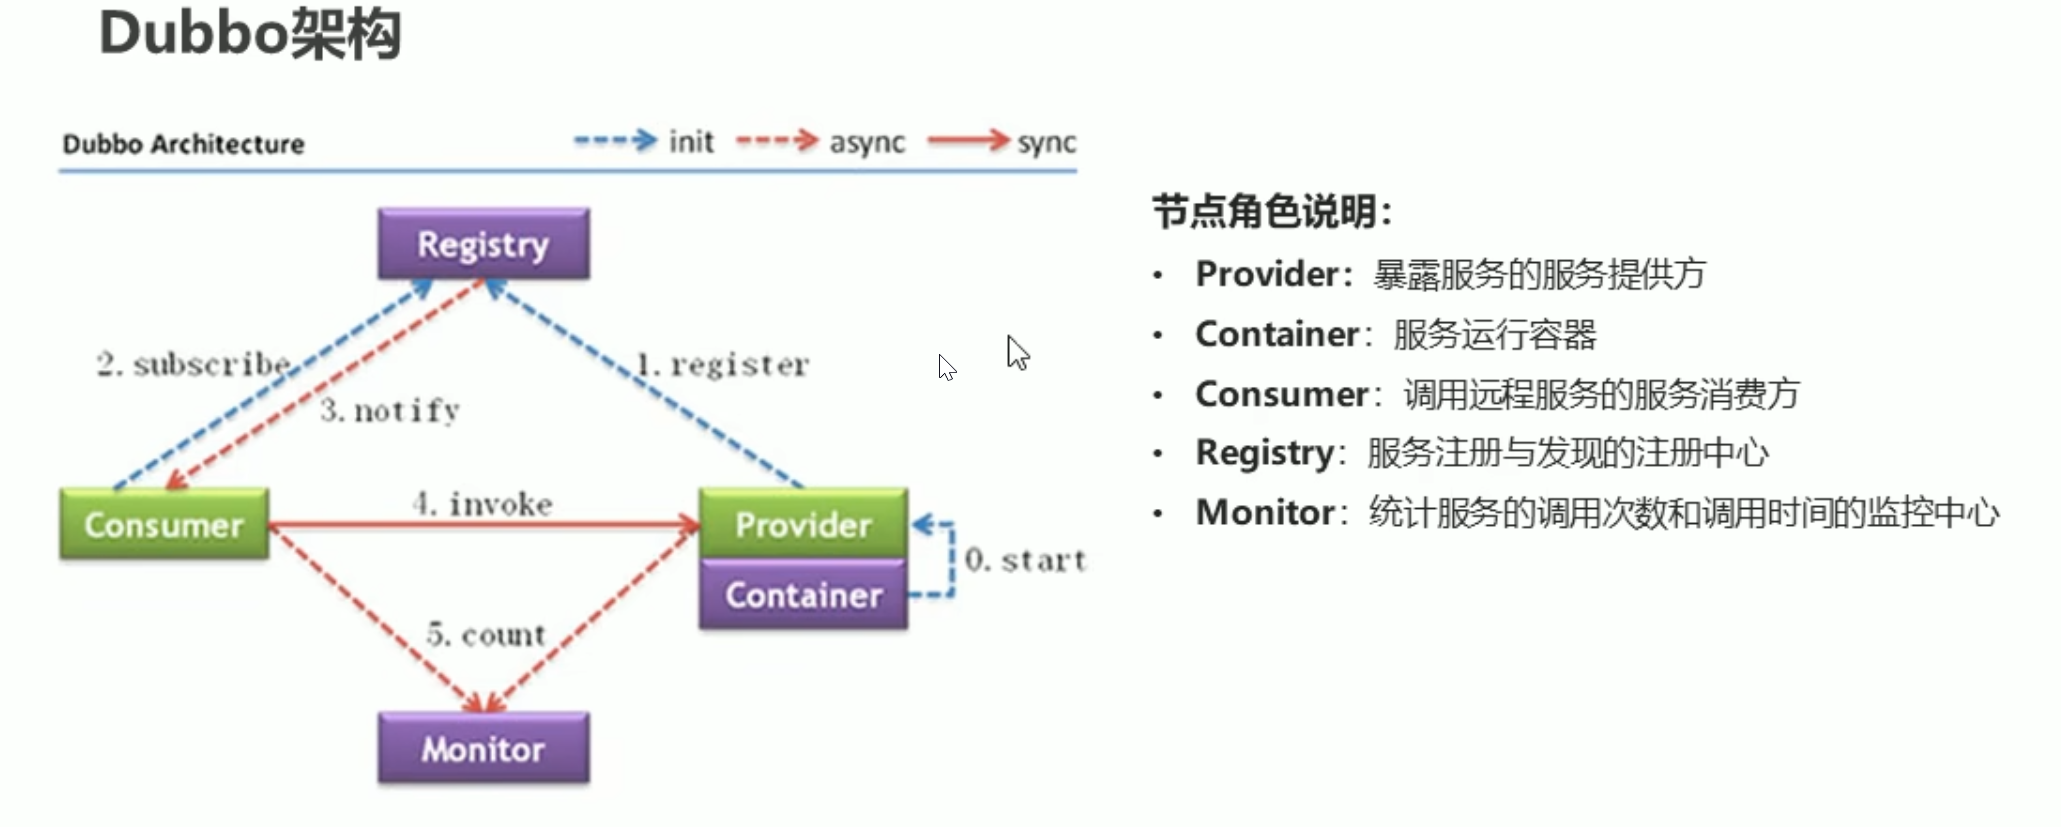 Dubbo架构
Dubbo Architecture
init
async
sync
Registry
2. subscribe
1. register
3. notify
4. invoke
Consumer
Provider
0. start
Container
5. count
Monitor
节点角色说明：
• Provider：暴露服务的服务提供方
• Container：服务运行容器
• Consumer：调用远程服务的服务消费方
• Registry：服务注册与发现的注册中心
• Monitor：统计服务的调用次数和调用时间的监控中心